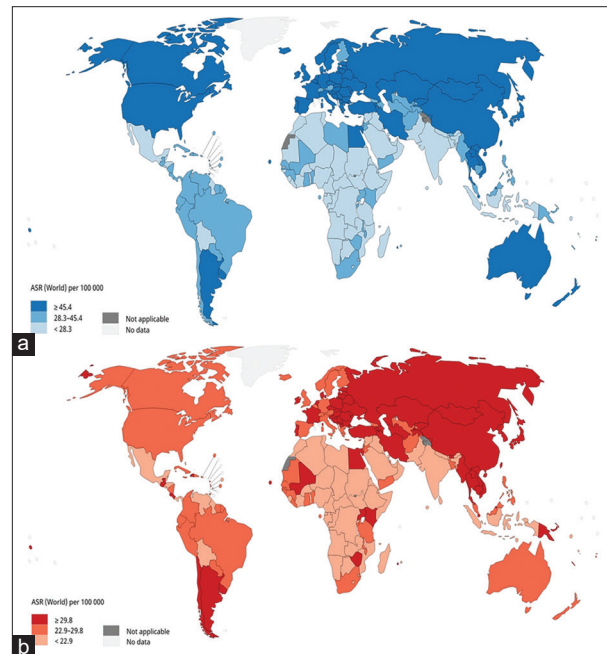 ASR (World) per 100 000
≥ 45.4
28.3–45.4
< 28.3
Not applicable
No data
a
ASR (World) per 100 000
≥ 29.8
22.9–29.8
< 22.9
Not applicable
No data
b